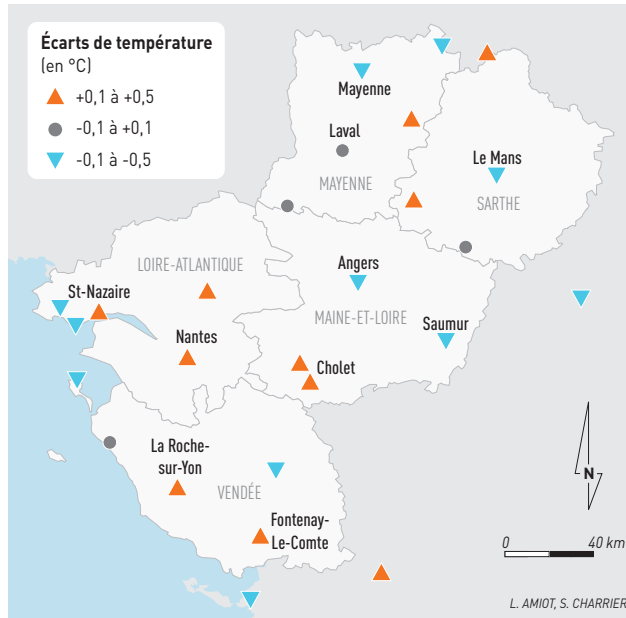 Écarts de température
(en °C)
+0,1 à +0,5
-0,1 à +0,1
-0,1 à -0,5
Mayenne
Laval
MAYENNE
Le Mans
SARTHE
LOIRE-ATLANTIQUE
St-Nazaire
Nantes
Angers
MAINE-ET-LOIRE
Saumur
Cholet
La Roche-
sur-Yon
VENDÉE
Fontenay-
Le-Comte
N
0 40 km
L. AMIOT, S. CHARRIER